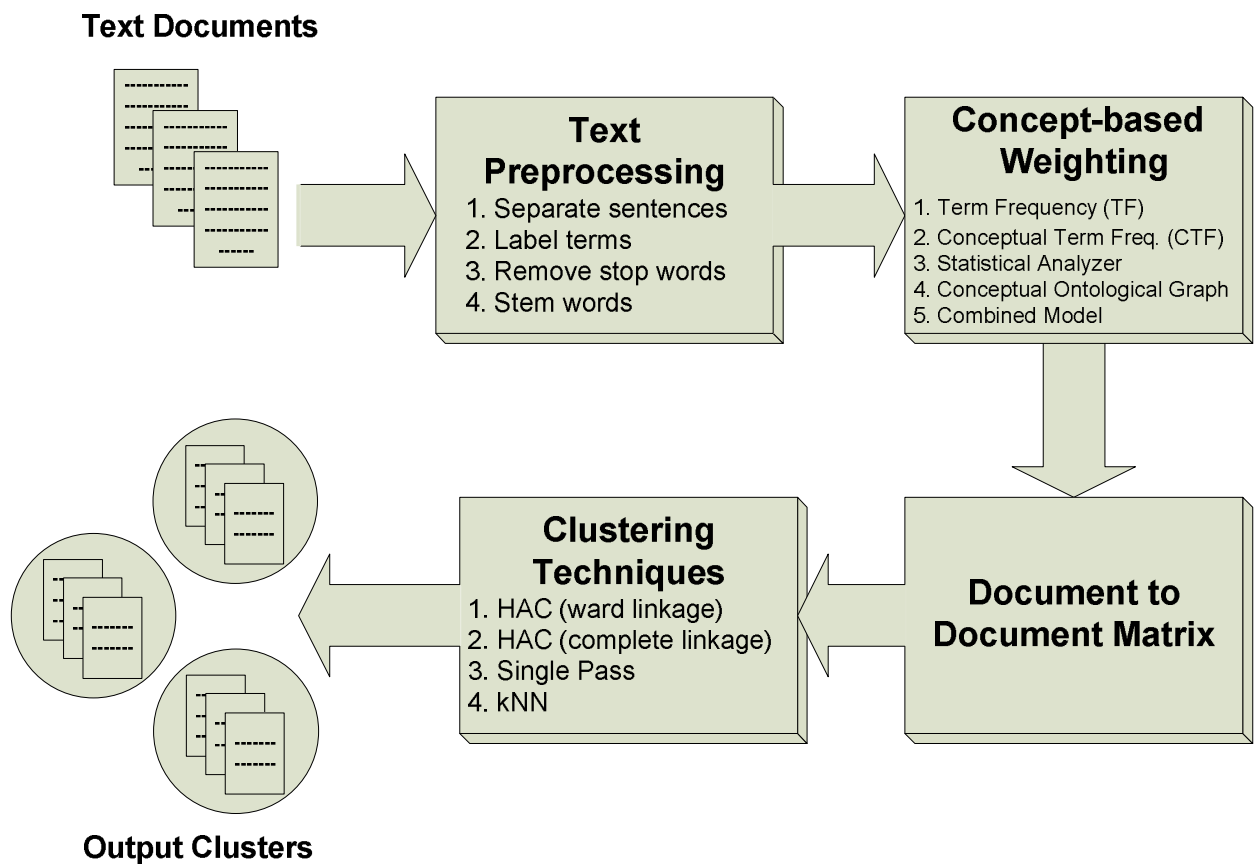 Text Documents
Text
Preprocessing
1. Separate sentences
2. Label terms
3. Remove stop words
4. Stem words
Concept-based
Weighting
1. Term Frequency (TF)
2. Conceptual Term Freq. (CTF)
3. Statistical Analyzer
4. Conceptual Ontological Graph
5. Combined Model
Document to
Document Matrix
Clustering
Techniques
1. HAC (ward linkage)
2. HAC (complete linkage)
3. Single Pass
4. kNN
Output Clusters